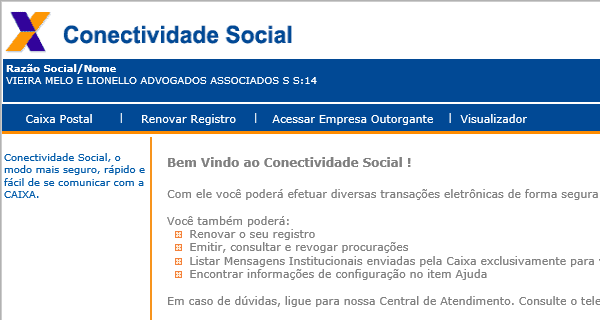 Conectividade Social
Razão Social/Nome
VIEIRA MELO E LIONELLO ADVOGADOS ASSOCIADOS S S:14
Caixa Postal | Renovar Registro | Acessar Empresa Outorgante | Visualizador
Conectividade Social, o
modo mais seguro, rápido e
fácil de se comunicar com a
CAIXA.
Bem Vindo ao Conectividade Social !
Com ele você poderá efetuar diversas transações eletrônicas de forma segura
Você também poderá:
Renovar o seu registro
Emitir, consultar e revogar procurações
Listar Mensagens Institucionais enviadas pela Caixa exclusivamente para
Encontrar informações de configuração no item Ajuda
Em caso de dúvidas, ligue para nossa Central de Atendimento. Consulte o tele